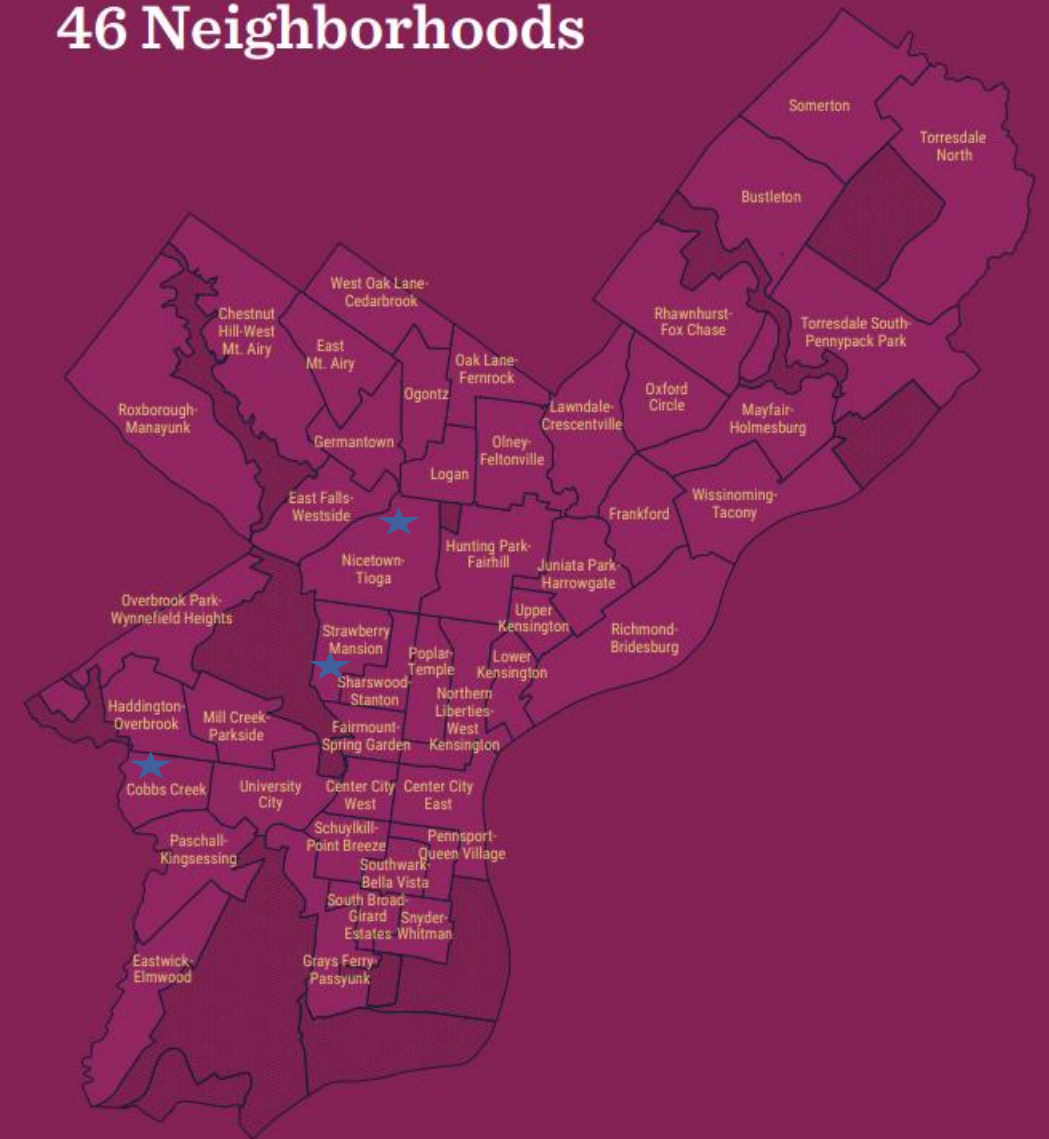 46 Neighborhoods
Somerton
Torresdale
North
Bustleton
West Oak Lane-
Cedarbrook
Chestnut
Hill-West
Mt. Airy
East
Mt. Airy
Rhawnhurst-
Fox Chase
Torresdale South-
Pennypack Park
Oak Lane-
Fernrock
Ogontz
Oxford
Circle
Roxborough-
Manayunk
Lawndale-
Crescentville
Mayfair-
Holmesburg
Germantown
Olney-
Feltonville
Logan
East Falls-
Westside
Frankford
Wissinoming-
Tacony
Nicetown-
Tioga
Hunting Park-
Fairhill
Juniata Park-
Harrowgate
Overbrook Park-
Wynnefield Heights
Upper
Kensington
Richmond-
Bridesburg
Strawberry
Mansion
Poplar-
Temple
Lower
Kensington
Sharswood-
Stanton
Northern
Liberties-
West
Kensington
Haddington-
Overbrook
Mill Creek-
Parkside
Fairmount-
Spring Garden
Cobbs Creek
University
City
Center City
West
Center City
East
Schuylkill-
Point Breeze
Pennsport-
Queen Village
Paschall-
Kingsessing
Southwark-
Bella Vista
South Broad-
Girard
Estates
Snyder-
Whitman
Eastwick-
Elmwood
Grays Ferry-
Passyunk